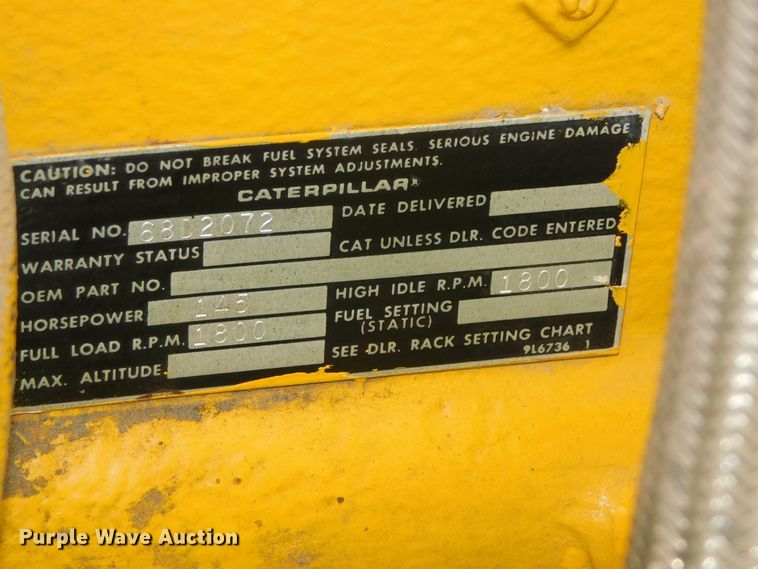 CAUTION: DO NOT BREAK FUEL SYSTEM SEALS. SERIOUS ENGINE DAMAGE
CAN RESULT FROM IMPROPER SYSTEM ADJUSTMENTS.
CATERPILLAR
SERIAL NO. 68D2072 DATE DELIVERED
WARRANTY STATUS CAT UNLESS DLR. CODE ENTERED
OEM PART NO.
HORSEPOWER 145 HIGH IDLE R.P.M. 1800
FULL LOAD R.P.M. 1800 FUEL SETTING
(STATIC)
MAX. ALTITUDE SEE DLR. RACK SETTING CHART
9L6736 1
Purple Wave Auction